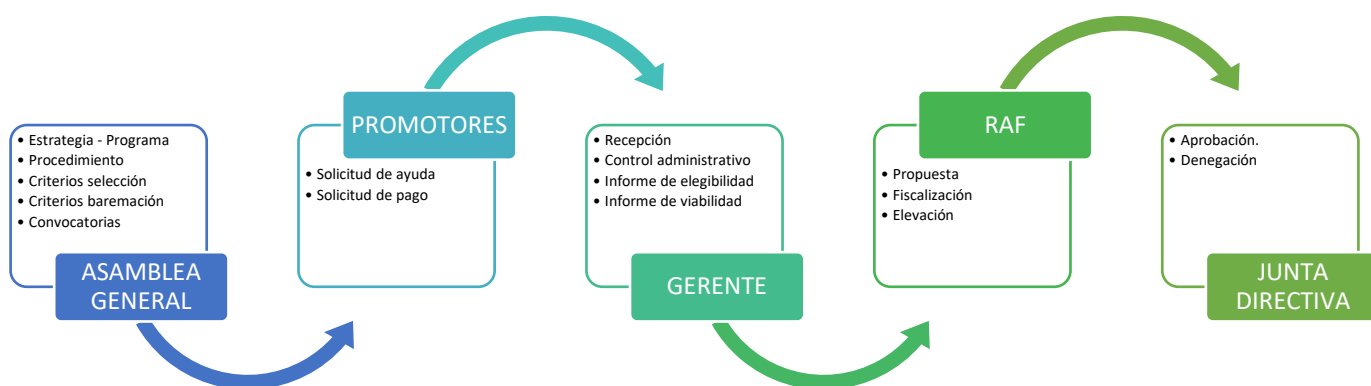 • Estrategia - Programa
• Procedimiento
• Criterios selección
• Criterios baremación
• Convocatorias
ASAMBLEA
GENERAL
PROMOTORES
• Solicitud de ayuda
• Solicitud de pago
• Recepción
• Control administrativo
• Informe de elegibilidad
• Informe de viabilidad
GERENTE
RAF
• Propuesta
• Fiscalización
• Elevación
• Aprobación.
• Denegación
JUNTA
DIRECTIVA